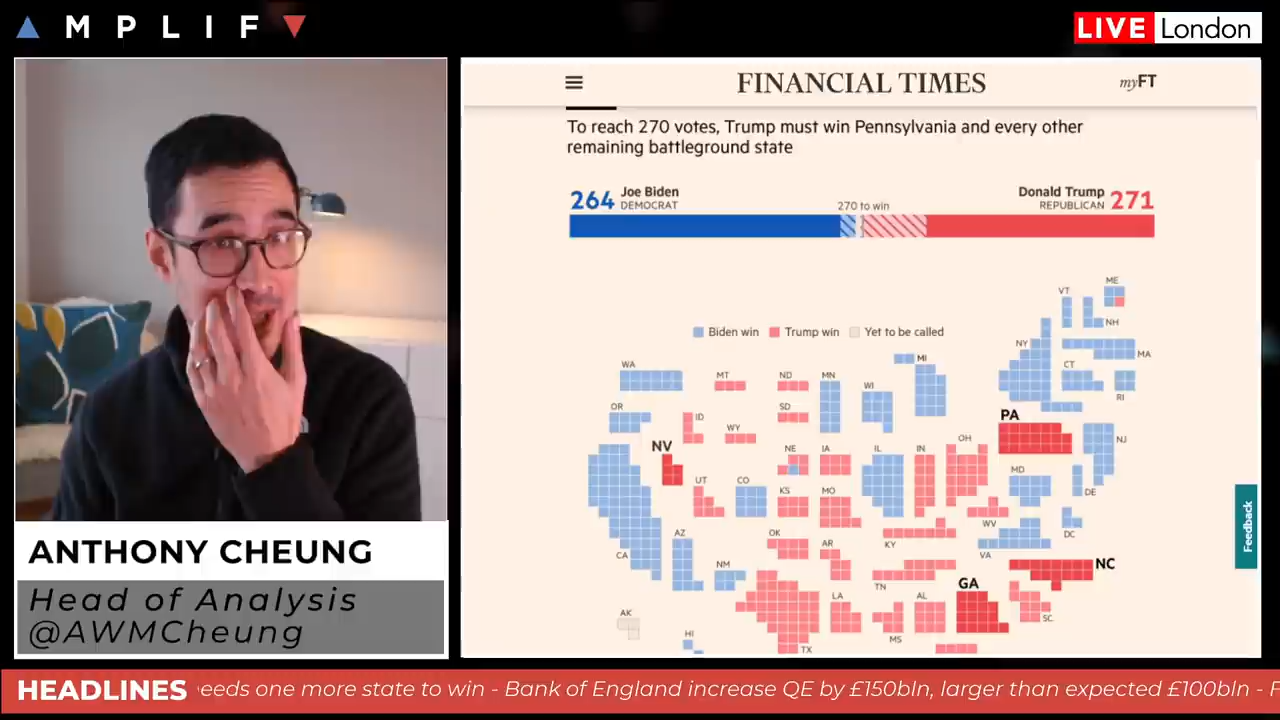 ▲ M P L I F ▼
LIVE London
FINANCIAL TIMES
myFT
To reach 270 votes, Trump must win Pennsylvania and every other
remaining battleground state
264 Joe Biden
DEMOCRAT
270 to win
Donald Trump 271
REPUBLICAN
Biden win Trump win Yet to be called
ME
VT
NH
NY
MA
WA
MT
ND
MN
WI
MI
CT
RI
OR
ID
WY
SD
PA
NV
UT
CO
NE
IA
IL
IN
OH
NJ
KS
MO
MD
DE
CA
AZ
NM
OK
AR
KY
WV
VA
DC
NC
TN
GA
AK
LA
AL
SC
HI
TX
MS
Feedback
ANTHONY CHEUNG
Head of Analysis
@AWMCheung
HEADLINES eeds one more state to win - Bank of England increase QE by £150bln, larger than expected £100bln - F